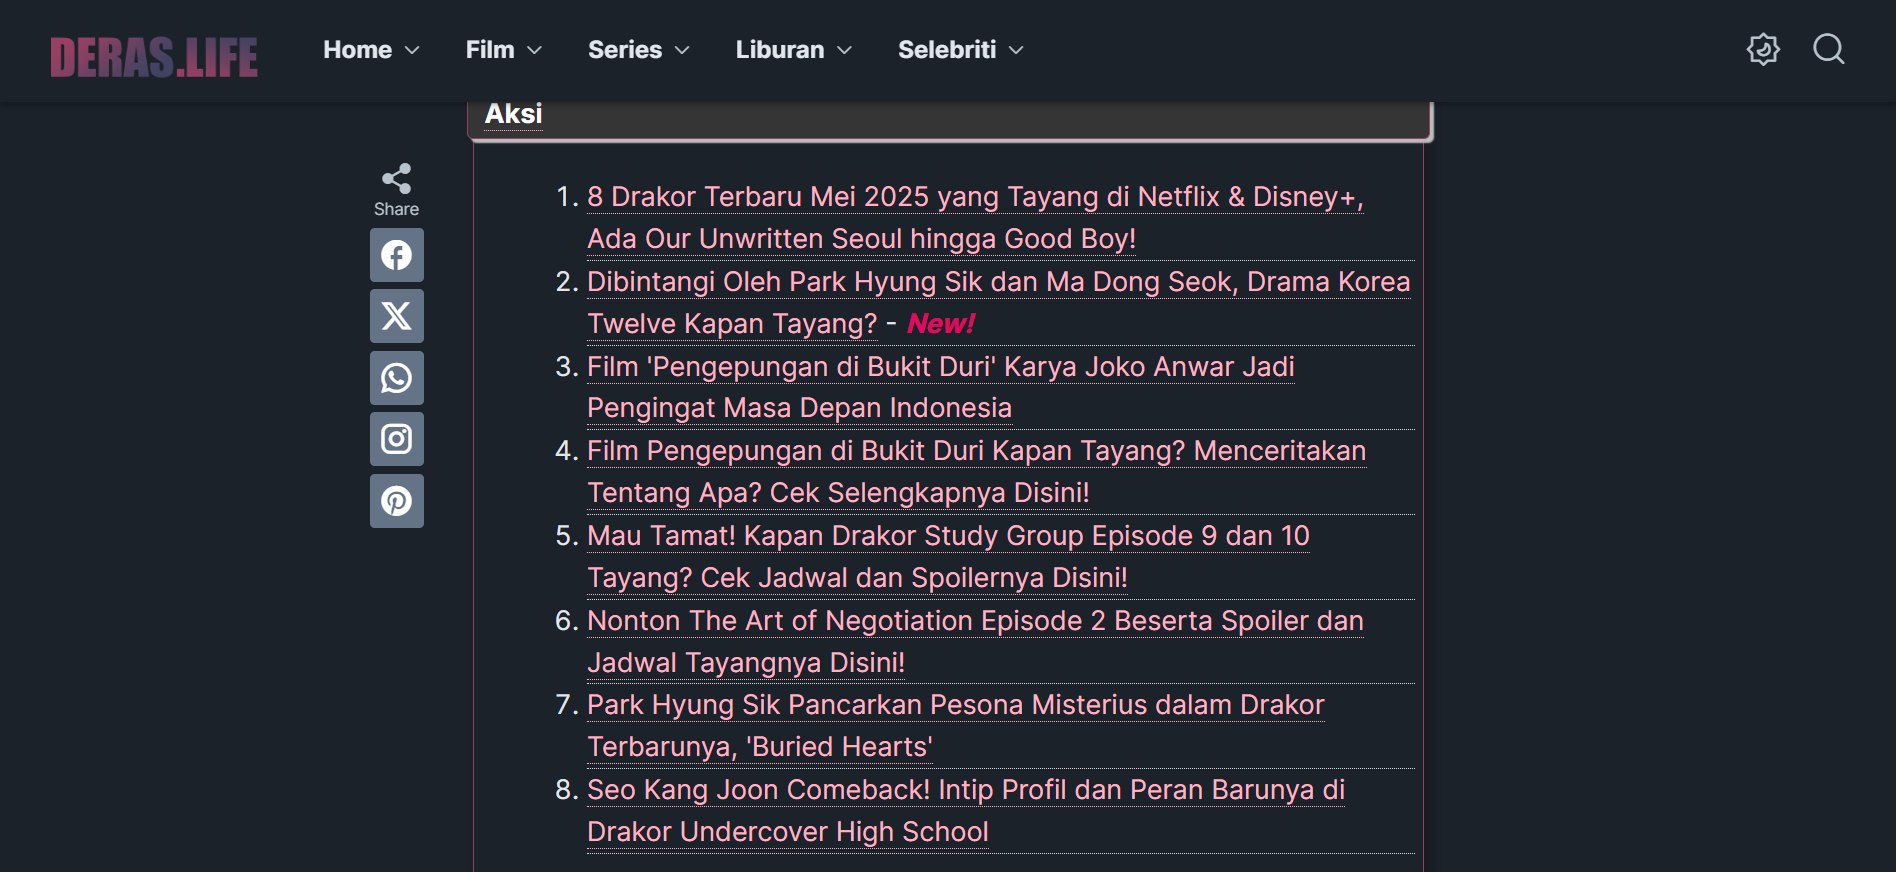 DERAS.LIFE
Home
Film
Series
Liburan
Selebriti
Aksi
Share
1. 8 Drakor Terbaru Mei 2025 yang Tayang di Netflix & Disney+,
Ada Our Unwritten Seoul hingga Good Boy!
2. Dibintangi Oleh Park Hyung Sik dan Ma Dong Seok, Drama Korea
Twelve Kapan Tayang? - New!
3. Film 'Pengepungan di Bukit Duri' Karya Joko Anwar Jadi
Pengingat Masa Depan Indonesia
4. Film Pengepungan di Bukit Duri Kapan Tayang? Menceritakan
Tentang Apa? Cek Selengkapnya Disini!
5. Mau Tamat! Kapan Drakor Study Group Episode 9 dan 10
Tayang? Cek Jadwal dan Spoilernya Disini!
6. Nonton The Art of Negotiation Episode 2 Beserta Spoiler dan
Jadwal Tayangnya Disini!
7. Park Hyung Sik Pancarkan Pesona Misterius dalam Drakor
Terbarunya, 'Buried Hearts'
8. Seo Kang Joon Comeback! Intip Profil dan Peran Barunya di
Drakor Undercover High School